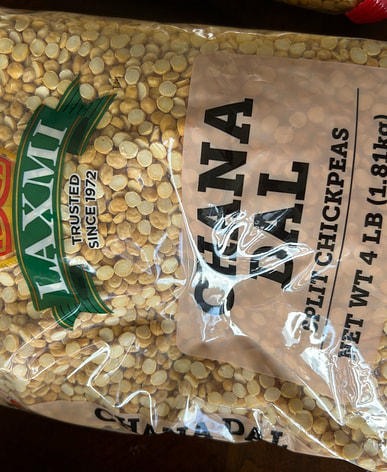 LAXMI
TRUSTED
SINCE 1972
CHANA
DAL
SPLIT CHICKPEAS
NET WT 4 LB (1.81kg)
CHANA DAL